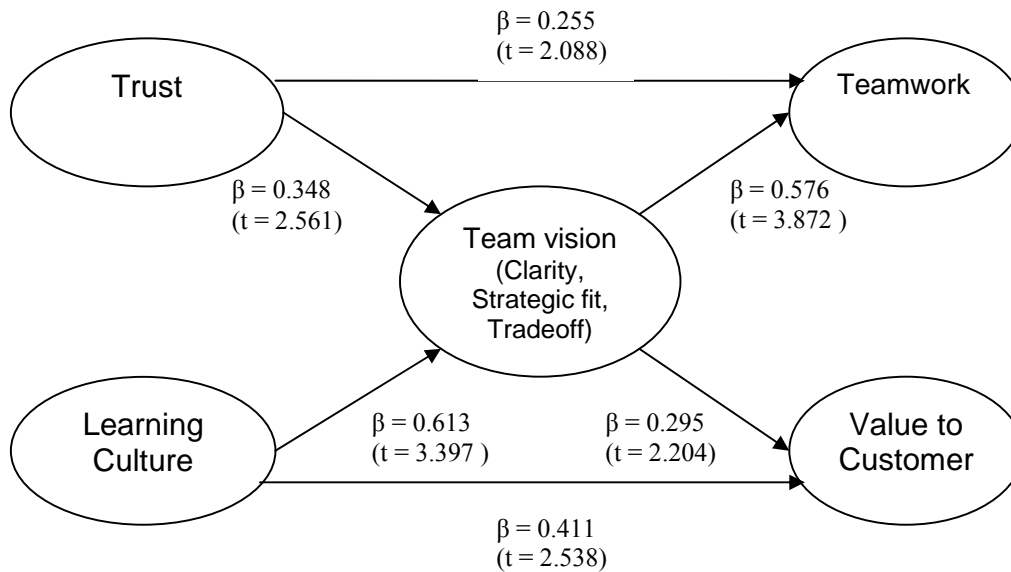 β = 0.255
(t = 2.088)
Trust
Teamwork
β = 0.348
(t = 2.561)
β = 0.576
(t = 3.872 )
Team vision
(Clarity,
Strategic fit,
Tradeoff)
Learning
Culture
β = 0.613
(t = 3.397 )
β = 0.295
(t = 2.204)
Value to
Customer
β = 0.411
(t = 2.538)